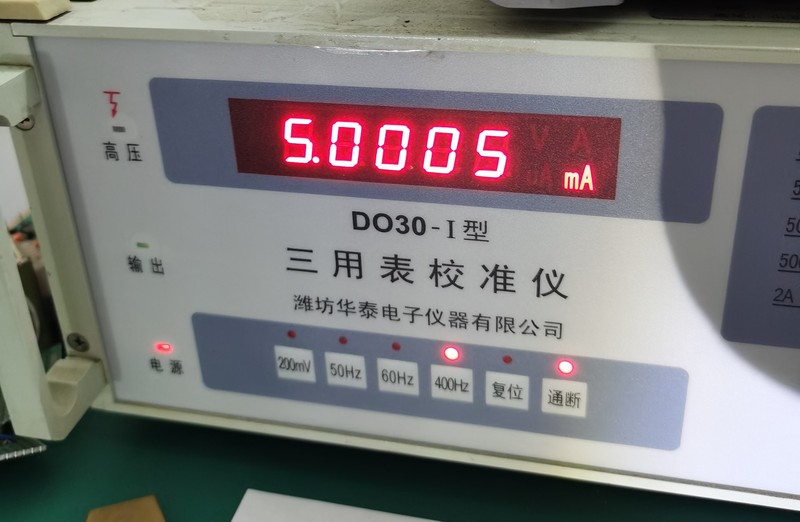 5.0005 mA
高压
DO30-I型
三用表校准仪
输出
潍坊华泰电子仪器有限公司
电源
200mV 50Hz 60Hz 400Hz 复位 通断
2A